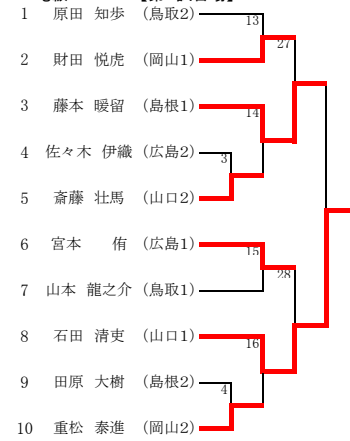 1 原田 知歩 (鳥取2)
13
27
2 財田 悦虎 (岡山1)
3 藤本 暖留 (島根1)
14
4 佐々木 伊織 (広島2)
3
5 斎藤 壮馬 (山口2)
6 宮本 侑 (広島1)
15
28
7 山本 龍之介 (鳥取1)
8 石田 清吏 (山口1)
16
9 田原 大樹 (島根2)
4
10 重松 泰進 (岡山2)